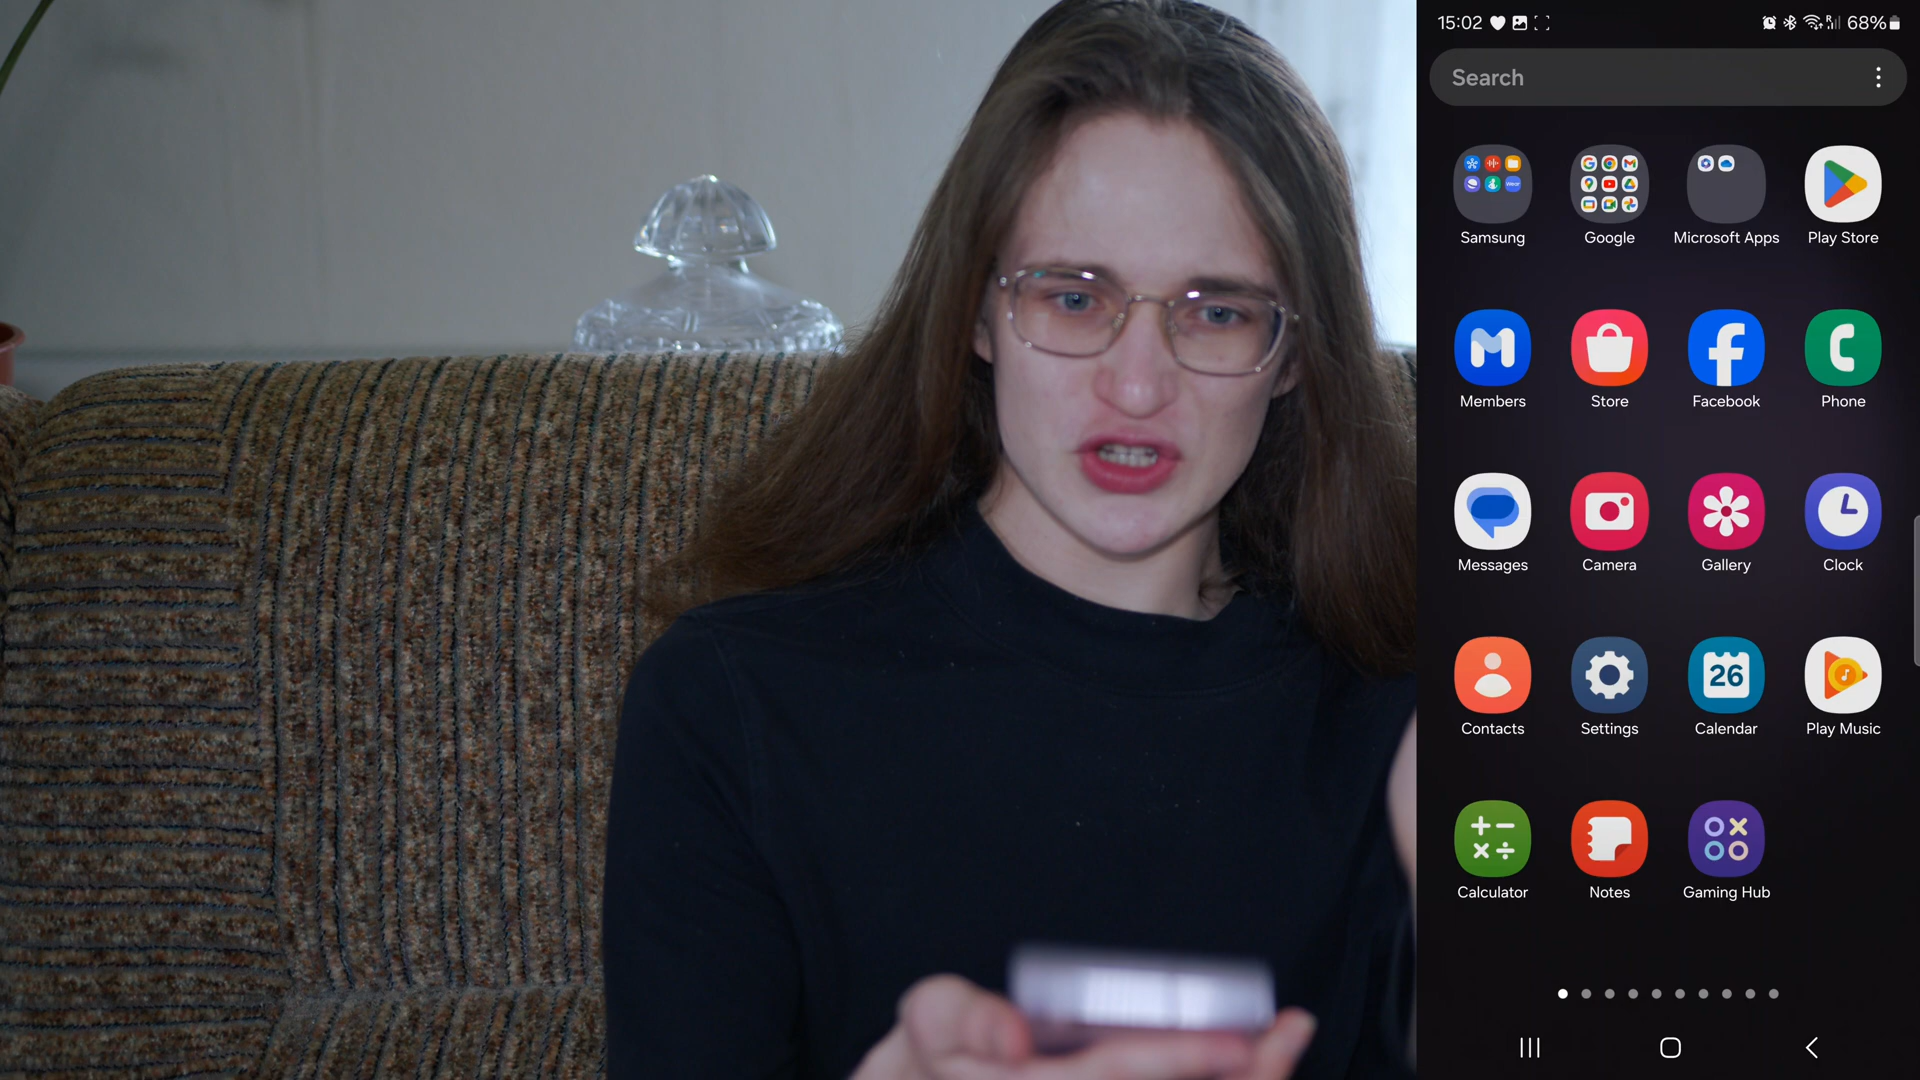 15:02
68%
Search
Samsung
Google
Microsoft Apps
Play Store
Members
Store
Facebook
Phone
Messages
Camera
Gallery
Clock
Contacts
Settings
26
Calendar
Play Music
Calculator
Notes
Gaming Hub